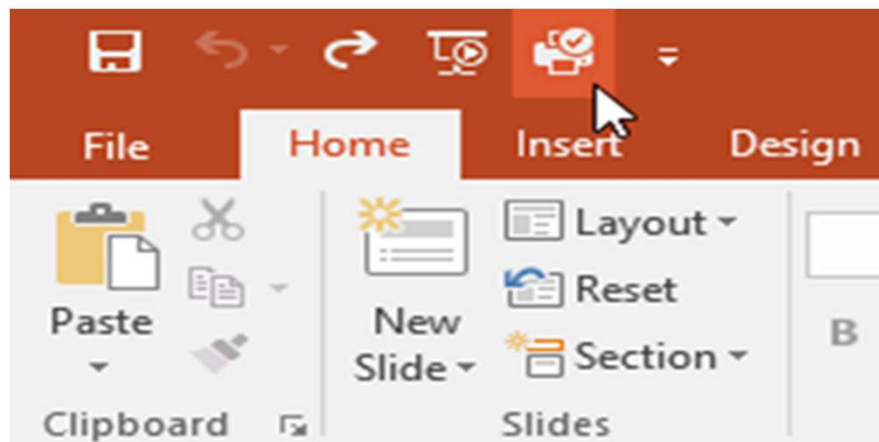 File Home Insert Design
Layout
Reset
Paste New
Slide Section
B
Clipboard Slides